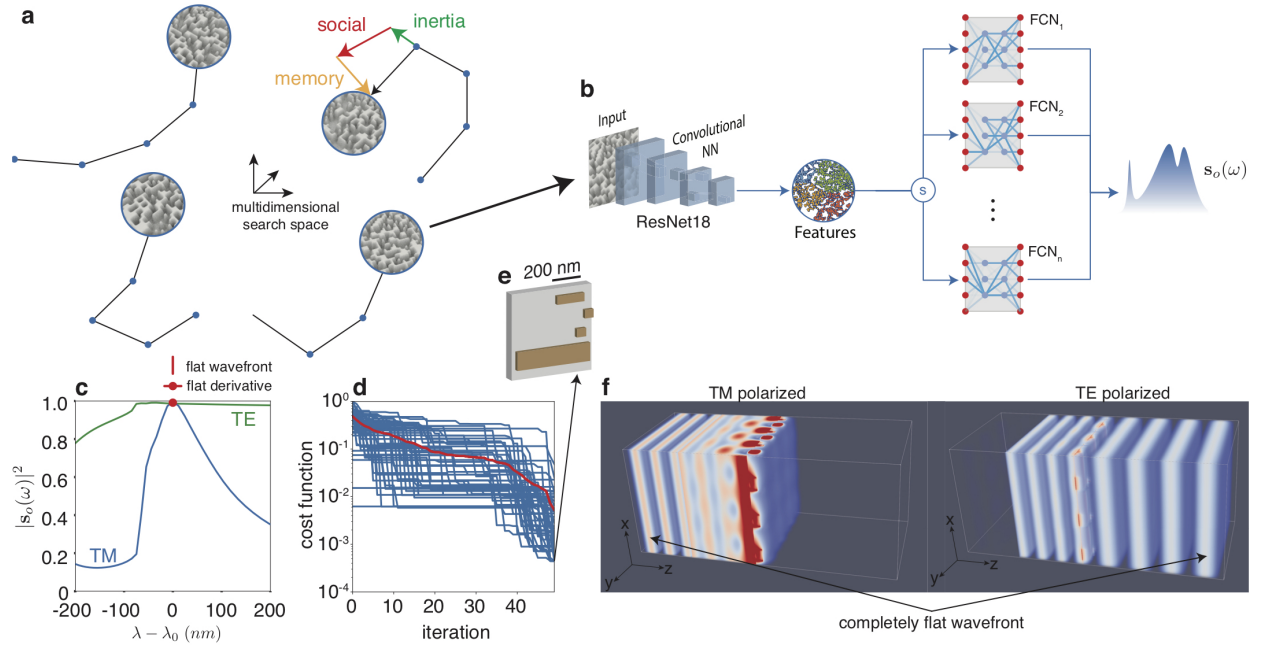 a
social
inertia
memory
multidimensional
search space
b
Input
Convolutional
NN
ResNet18
Features
s
FCN1
FCN2
FCNn
⋮
s_o(ω)
e
200 nm
flat wavefront
flat derivative
c
|s_o(ω)|²
1.0
0.8
0.6
0.4
0.2
0
TE
TM
-200
-100
0
100
200
λ − λ0 (nm)
d
cost function
10^0
10^-1
10^-2
10^-3
10^-4
0
10
20
30
40
iteration
f
TM polarized
TE polarized
x
y
z
x
y
z
completely flat wavefront